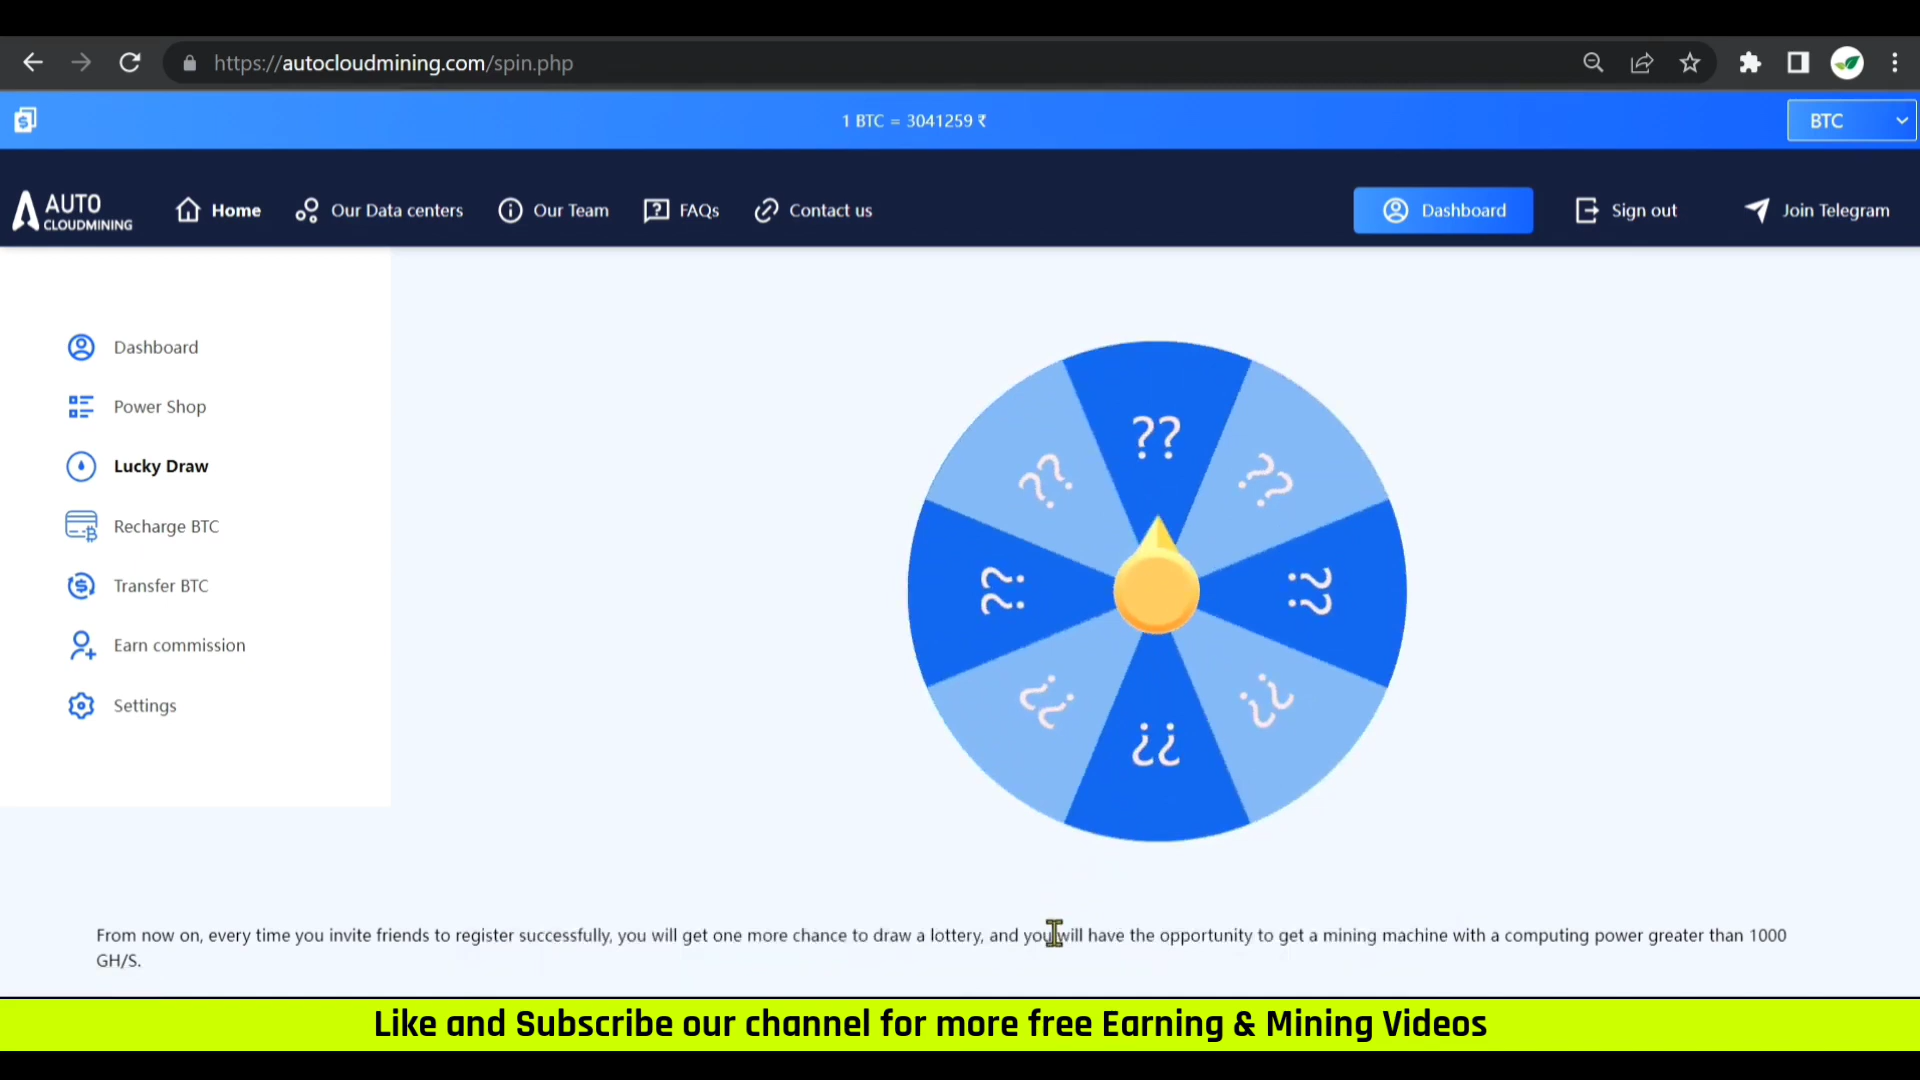 https://autocloudmining.com/spin.php
1 BTC = 3041259 ₹
BTC
AUTO
CLOUDMINING
Home
Our Data centers
Our Team
FAQs
Contact us
Dashboard
Sign out
Join Telegram
Dashboard
Power Shop
Lucky Draw
Recharge BTC
Transfer BTC
Earn commission
Settings
??
??
??
??
??
??
??
??
From now on, every time you invite friends to register successfully, you will get one more chance to draw a lottery, and you will have the opportunity to get a mining machine with a computing power greater than 1000
GH/S.
Like and Subscribe our channel for more free Earning & Mining Videos